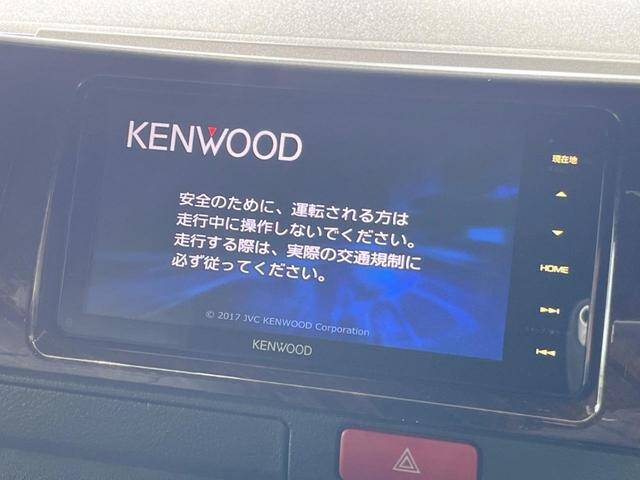 KENWOOD
安全のために、運転される方は
走行中に操作しないでください。
走行する際は、実際の交通規制に
必ず従ってください。
© 2017 JVC KENWOOD Corporation
KENWOOD
現在地
HOME